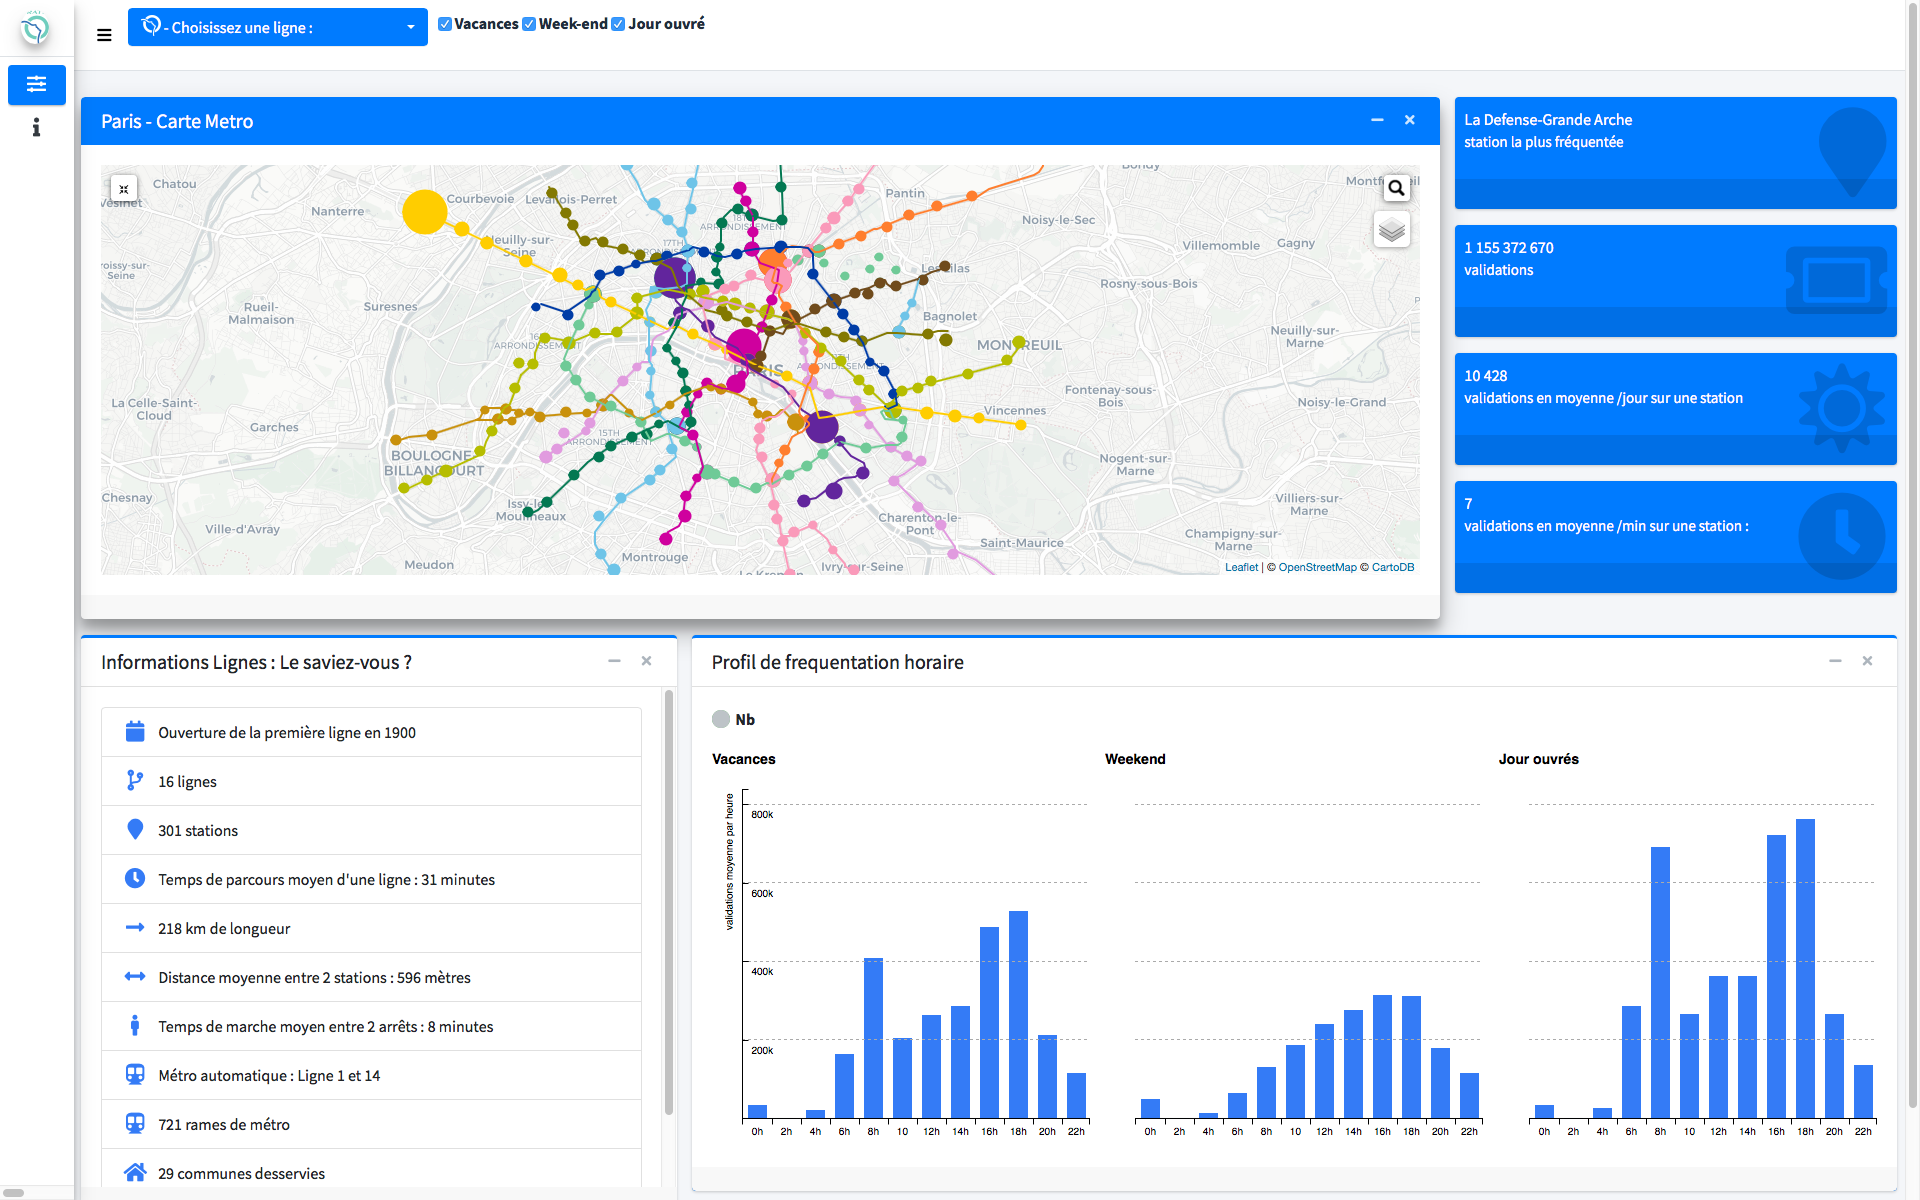 - Choisissez une ligne :
Vacances Week-end Jour ouvré
Paris - Carte Metro
Chatou
Nanterre
Courbevoie
Levallois-Perret
Pantin
Bondy
Noisy-le-Sec
Villemomble
Gagny
Rosny-sous-Bois
Rueil-
Malmaison
Suresnes
Bagnolet
Neuilly-sur-
Marne
MONTREUIL
PARIS
La Celle-Saint-
Cloud
Garches
Fontenay-sous-
Bois
Noisy-le-Grand
Vincennes
15TH
ARRONDISSEMENT
BOULOGNE
BILLANCOURT
Nogent-sur-
Marne
Chesnay
Ville-d'Avray
Issy-les-
Moulineaux
Villiers-sur-
Marne
Charenton-le-
Pont
Saint-Maurice
Champigny-sur-
Marne
Meudon
Montrouge
Ivry-sur-Seine
Leaflet | © OpenStreetMap © CartoDB
La Defense-Grande Arche
station la plus fréquentée
1 155 372 670
validations
10 428
validations en moyenne /jour sur une station
7
validations en moyenne /min sur une station :
Informations Lignes : Le saviez-vous ?
Ouverture de la première ligne en 1900
16 lignes
301 stations
Temps de parcours moyen d'une ligne : 31 minutes
218 km de longueur
Distance moyenne entre 2 stations : 596 mètres
Temps de marche moyen entre 2 arrêts : 8 minutes
Métro automatique : Ligne 1 et 14
721 rames de métro
29 communes desservies
Profil de frequentation horaire
Nb
Vacances
Weekend
Jour ouvrés
validations moyenne par heure
800k
600k
400k
200k
0h 2h 4h 6h 8h 10 12h 14h 16h 18h 20h 22h
0h 2h 4h 6h 8h 10 12h 14h 16h 18h 20h 22h
0h 2h 4h 6h 8h 10 12h 14h 16h 18h 20h 22h